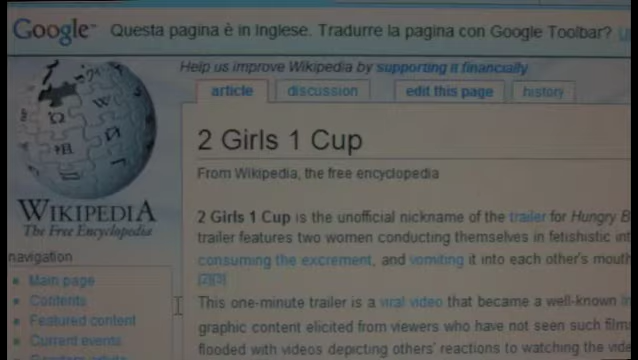 Google™ Questa pagina è in Inglese. Tradurre la pagina con Google Toolbar?
Help us improve Wikipedia by supporting it financially
article discussion edit this page history
2 Girls 1 Cup
From Wikipedia, the free encyclopedia
WIKIPEDIA
The Free Encyclopedia
2 Girls 1 Cup is the unofficial nickname of the trailer for Hungry B
trailer features two women conducting themselves in fetishistic int
consuming the excrement, and vomiting it into each other's mouth
[2][3]
This one-minute trailer is a viral video that became a well-known
graphic content elicited from viewers who have not seen such film
flooded with videos depicting others' reactions to watching the vide
navigation
Main page
Contents
Featured content
Current events